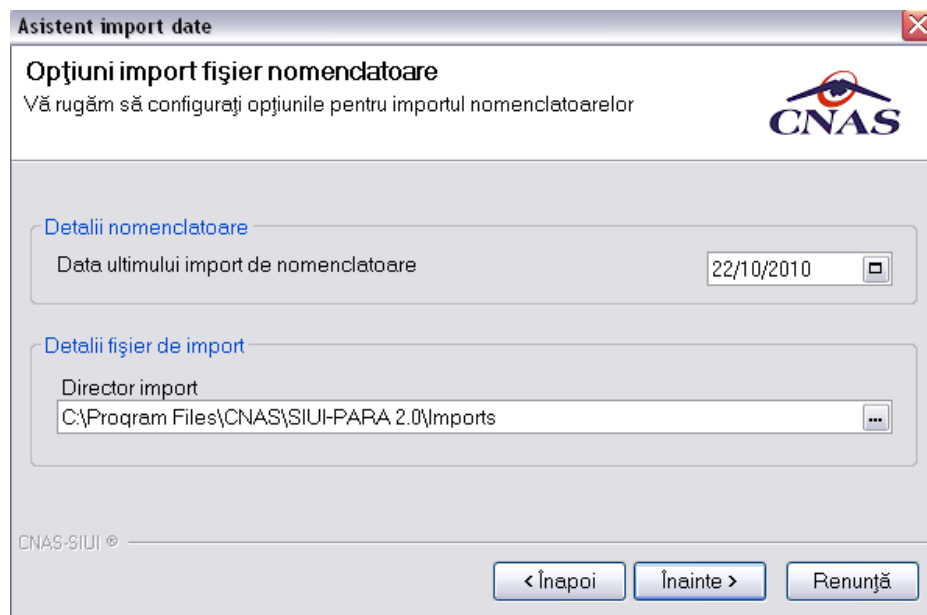 Asistent import date
Opţiuni import fişier nomenclatoare
Vă rugăm să configuraţi opţiunile pentru importul nomenclatoarelor
CNAS
Detalii nomenclatoare
Data ultimului import de nomenclatoare
22/10/2010
Detalii fişier de import
Director import
C:\Program Files\CNAS\SIUI-PARA 2.0\Imports
...
CNAS-SIUI ®
< Înapoi
Înainte >
Renunţă